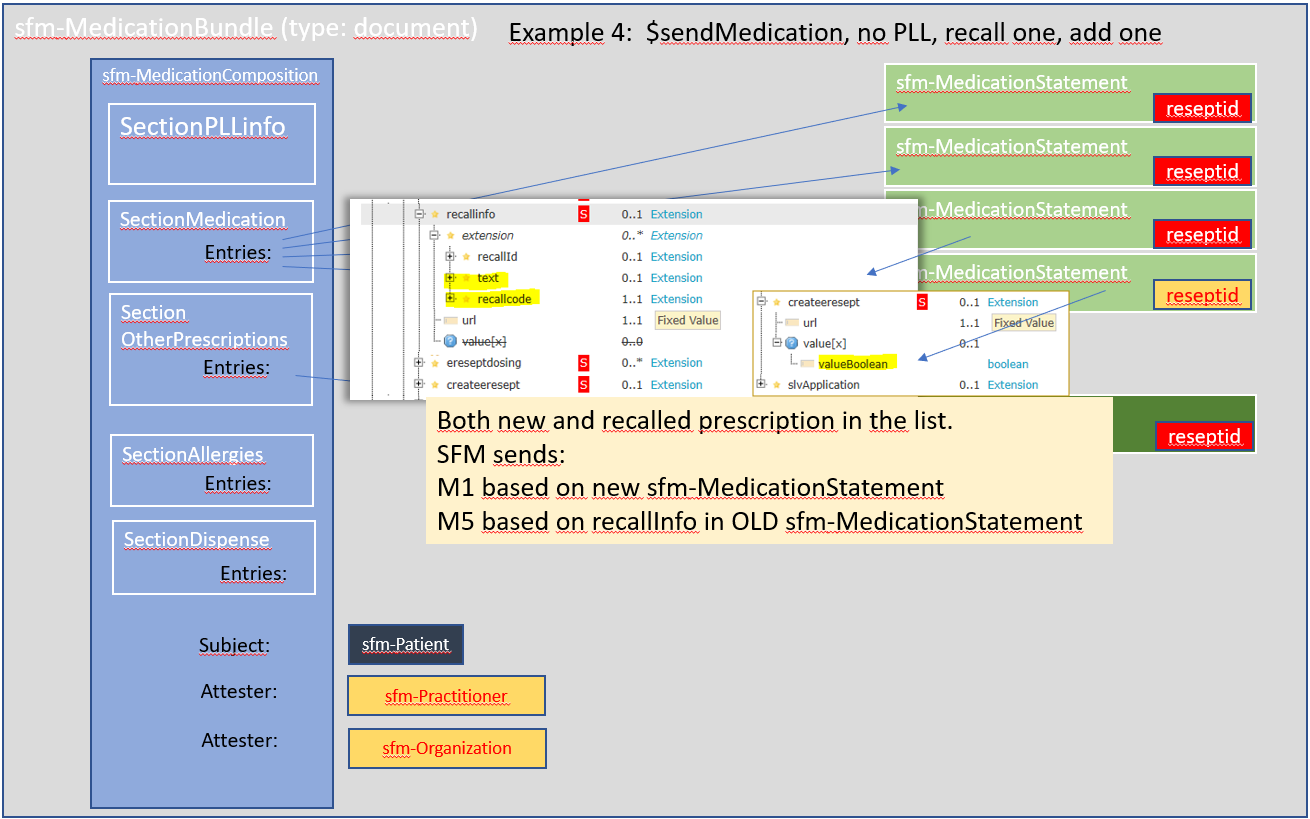 sfm-MedicationBundle (type: document)
Example 4: $sendMedication, no PLL, recall one, add one
sfm-MedicationComposition
SectionPLLinfo
SectionMedication
Entries:
Section
OtherPrescriptions
Entries:
SectionAllergies
Entries:
SectionDispense
Entries:
Subject:
Attester:
Attester:
sfm-Patient
sfm-Practitioner
sfm-Organization
sfm-MedicationStatement
reseptid
sfm-MedicationStatement
reseptid
m-MedicationStatement
reseptid
m-MedicationStatement
reseptid
reseptid
recallinfo S 0..1 Extension
extension 0..* Extension
recallId 0..1 Extension
text 0..1 Extension
recallcode 1..1 Extension
url 1..1 Fixed Value
value[x] 0..0
ereseptdosing S 0..* Extension
createeresept S 0..1 Extension
createeresept S 0..1 Extension
url 1..1 Fixed Value
value[x] 0..1
valueBoolean boolean
slvApplication 0..1 Extension
Both new and recalled prescription in the list.
SFM sends:
M1 based on new sfm-MedicationStatement
M5 based on recallInfo in OLD sfm-MedicationStatement